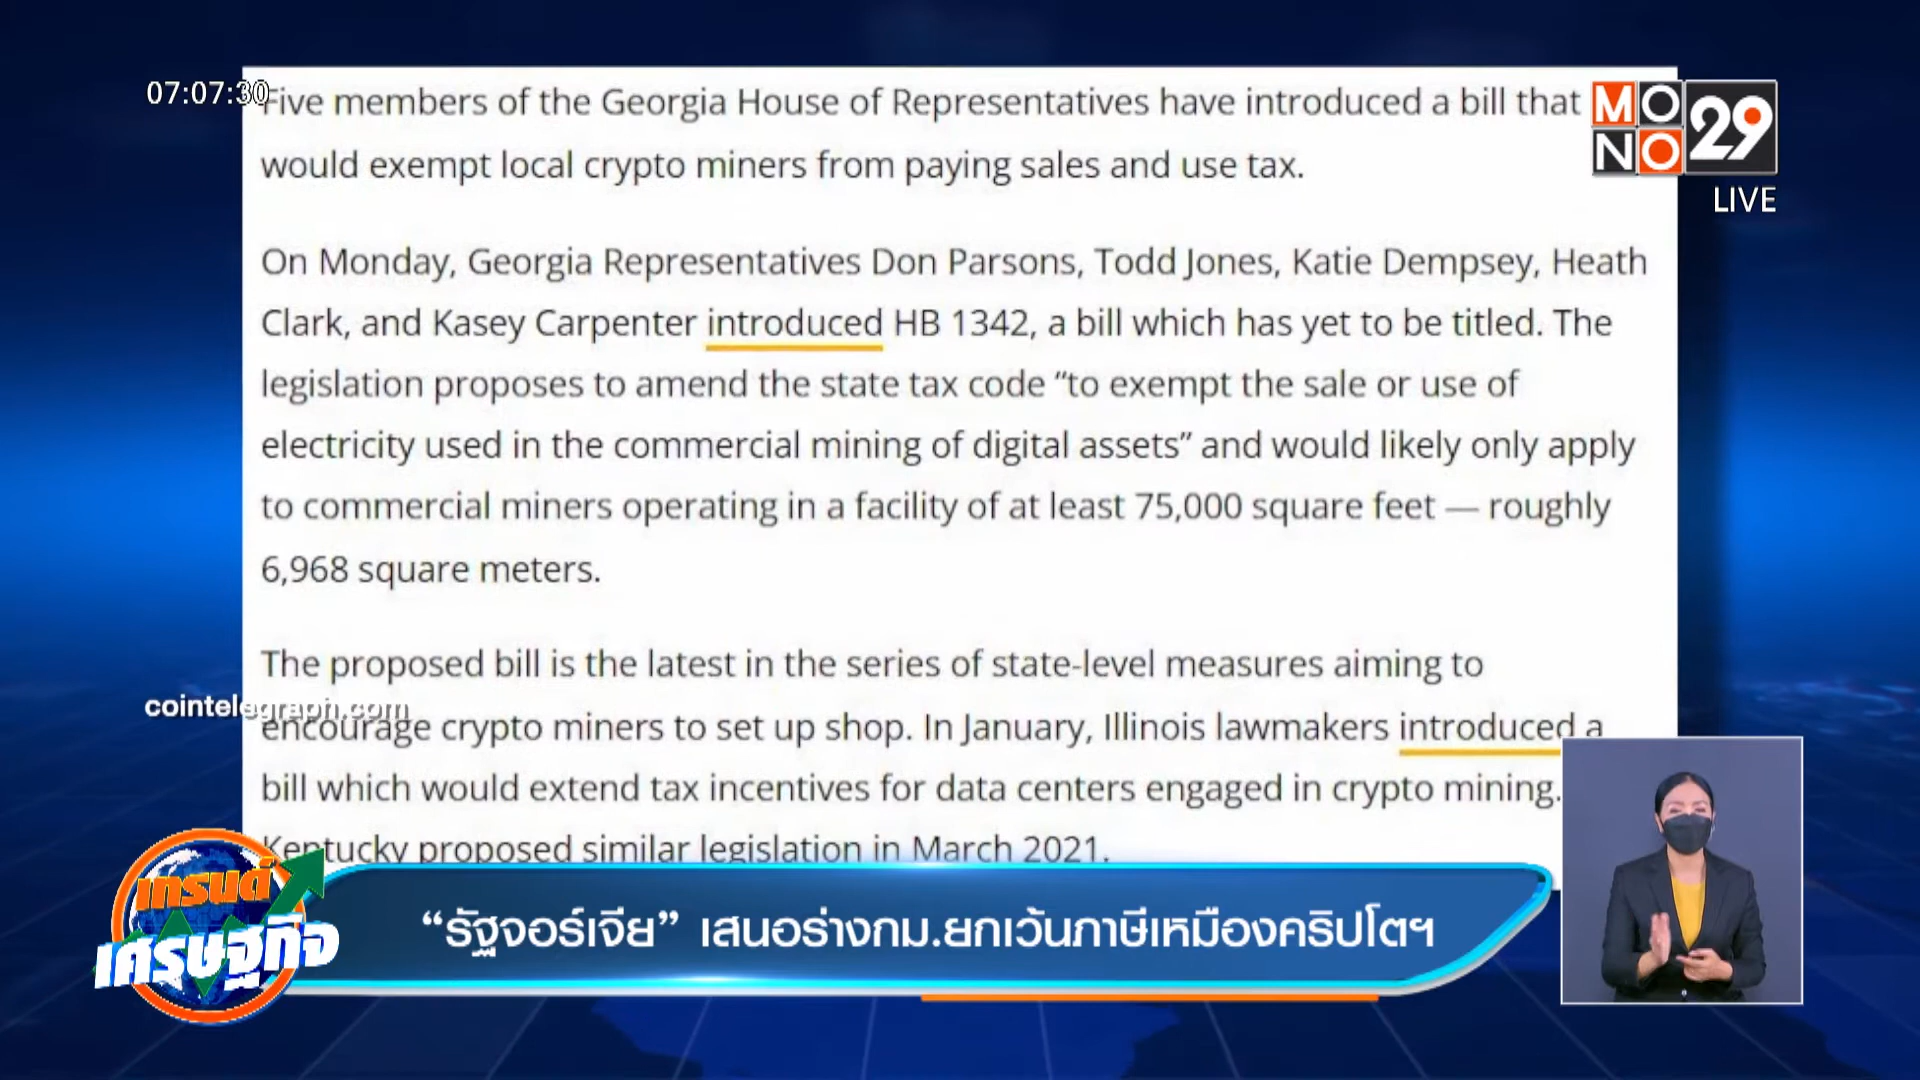 07:07:30
Five members of the Georgia House of Representatives have introduced a bill that
would exempt local crypto miners from paying sales and use tax.
MONO 29
LIVE
On Monday, Georgia Representatives Don Parsons, Todd Jones, Katie Dempsey, Heath
Clark, and Kasey Carpenter introduced HB 1342, a bill which has yet to be titled. The
legislation proposes to amend the state tax code “to exempt the sale or use of
electricity used in the commercial mining of digital assets” and would likely only apply
to commercial miners operating in a facility of at least 75,000 square feet — roughly
6,968 square meters.
The proposed bill is the latest in the series of state-level measures aiming to
cointelegraph.com
encourage crypto miners to set up shop. In January, Illinois lawmakers introduced a
bill which would extend tax incentives for data centers engaged in crypto mining.
Kentucky proposed similar legislation in March 2021.
เทรนด์
เศรษฐกิจ
“รัฐจอร์เจีย” เสนอร่างกม.ยกเว้นภาษีเหมืองคริปโตฯ